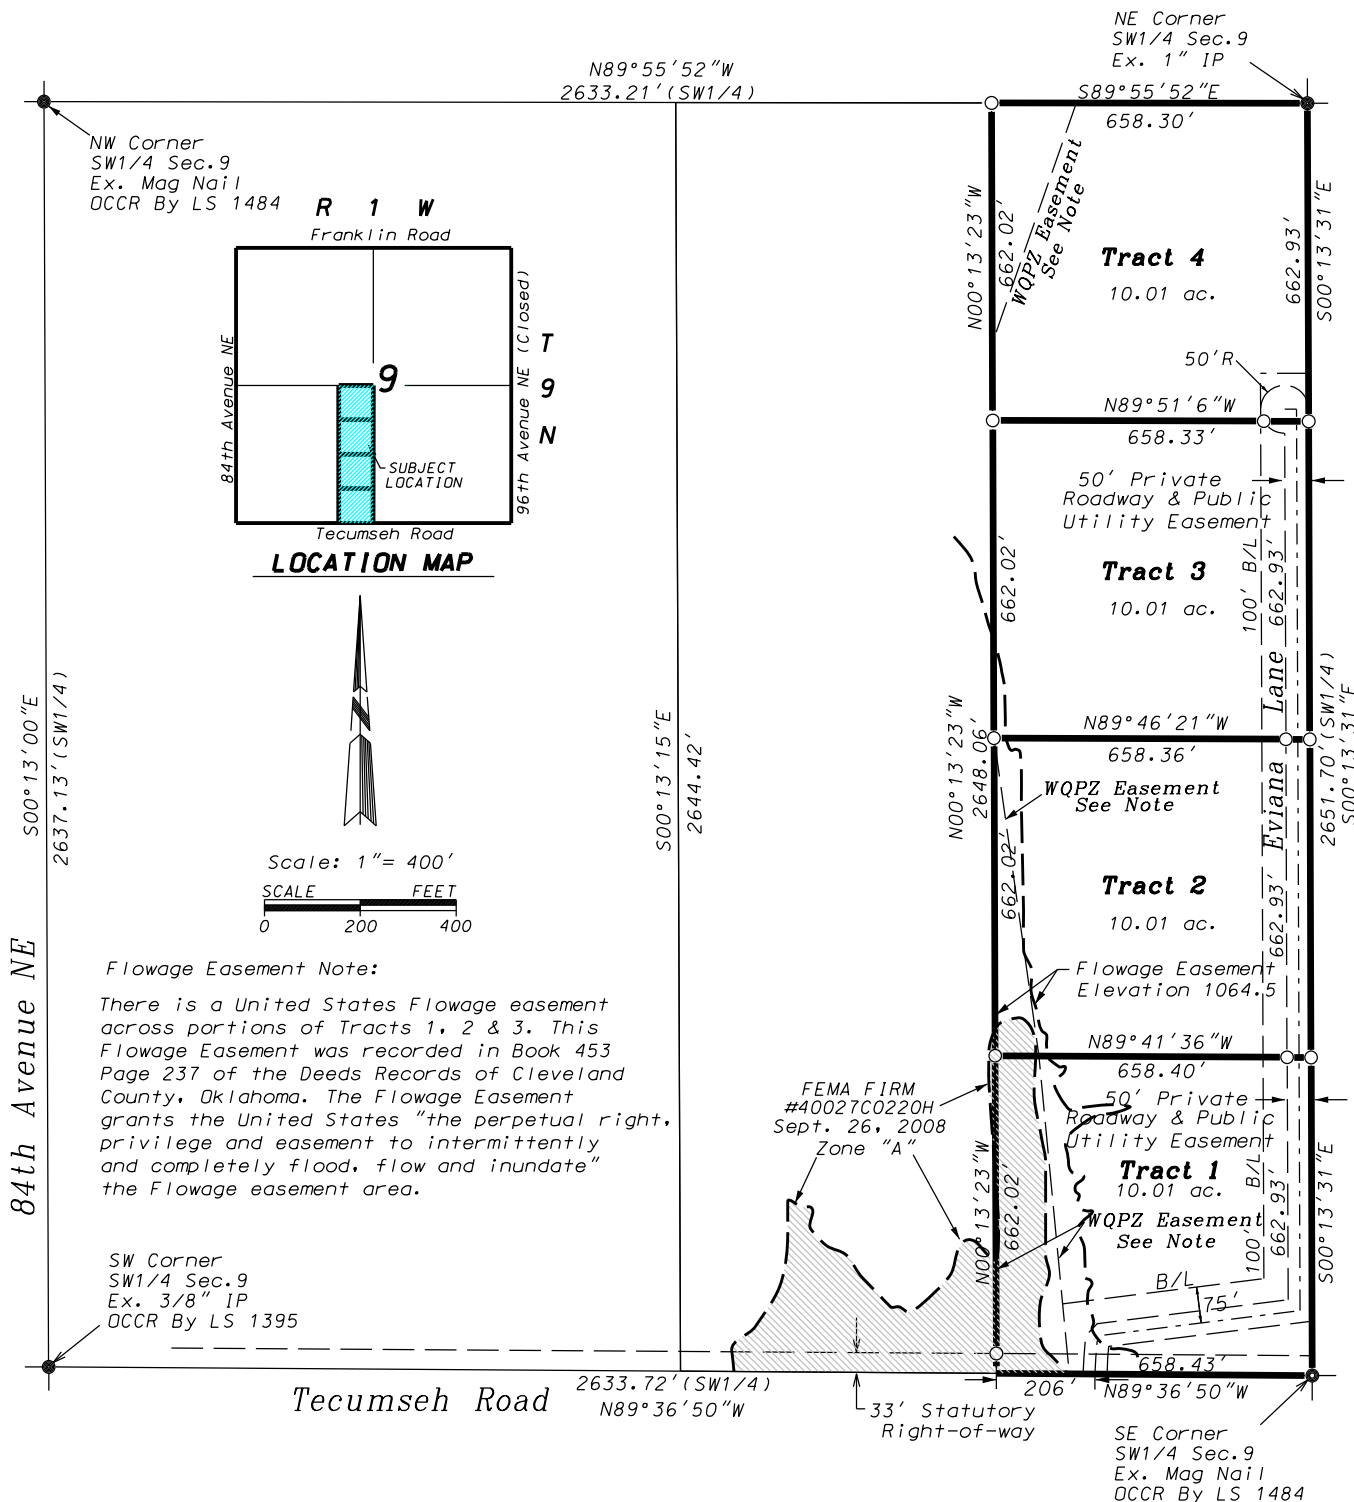 NE Corner
SW1/4 Sec.9
Ex. 1" IP
N89°55'52"W
2633.21'(SW1/4)
S89°55'52"E
658.30'
NW Corner
SW1/4 Sec.9
Ex. Mag Nail
OCCR By LS 1484
R 1 W
Franklin Road
84th Avenue NE
96th Avenue NE (Closed)
T
9
N
9
SUBJECT
LOCATION
Tecumseh Road
LOCATION MAP
N00°13'23"W
662.02'
WQPZ Easement
See Note
Tract 4
10.01 ac.
662.93'
S00°13'31"E
50'R
N89°51'6"W
658.33'
50' Private
Roadway & Public
Utility Easement
662.02'
Tract 3
10.01 ac.
100' B/L
662.93'
Eviana Lane
S00°13'00"E
2637.13'(SW1/4)
N
S00°13'15"E
2644.42'
N00°13'23"W
2648.06'
N89°46'21"W
658.36'
2651.70'(SW1/4)
S00°13'31"E
WQPZ Easement
See Note
662.02'
Tract 2
10.01 ac.
662.93'
Scale: 1"= 400'
SCALE FEET
0 200 400
Flowage Easement
Elevation 1064.5
84th Avenue NE
Flowage Easement Note:
There is a United States Flowage easement
across portions of Tracts 1, 2 & 3. This
Flowage Easement was recorded in Book 453
Page 237 of the Deeds Records of Cleveland
County, Oklahoma. The Flowage Easement
grants the United States "the perpetual right,
privilege and easement to intermittently
and completely flood, flow and inundate"
the Flowage easement area.
N89°41'36"W
658.40'
FEMA FIRM
#40027C0220H
Sept. 26, 2008
Zone "A"
50' Private
Roadway & Public
Utility Easement
N00°13'23"W
662.02'
Tract 1
10.01 ac.
WQPZ Easement
See Note
100' B/L
662.93'
S00°13'31"E
B/L
75'
SW Corner
SW1/4 Sec.9
Ex. 3/8" IP
OCCR By LS 1395
Tecumseh Road
2633.72'(SW1/4)
N89°36'50"W
206'
658.43'
N89°36'50"W
33' Statutory
Right-of-way
SE Corner
SW1/4 Sec.9
Ex. Mag Nail
OCCR By LS 1484